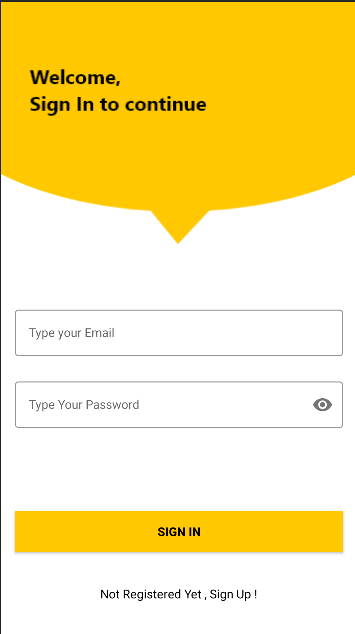 Welcome,
Sign In to continue
Type your Email
Type Your Password
SIGN IN
Not Registered Yet , Sign Up !